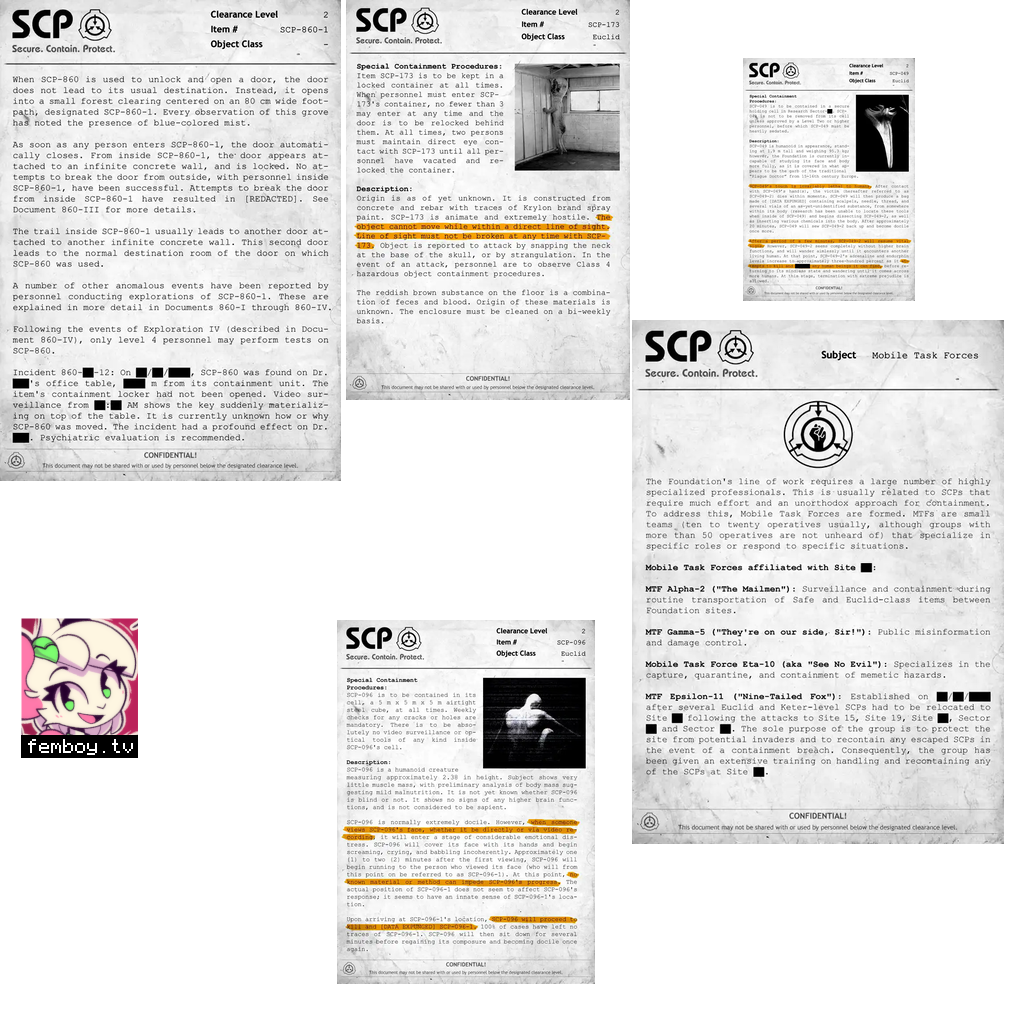 SCP
Secure. Contain. Protect.
Clearance Level 2
Item # SCP-860-1
Object Class –
When SCP-860 is used to unlock and open a door, the door
does not lead to its usual destination. Instead, it opens
into a small forest clearing centered on an 80 cm wide foot-
path, designated SCP-860-1. Every observation of this grove
has noted the presence of blue-colored mist.
As soon as any person enters SCP-860-1, the door automati-
cally closes. From inside SCP-860-1, the door appears at-
tached to an infinite concrete wall, and is locked. No at-
tempts to break the door from outside, with personnel inside
SCP-860-1, have been successful. Attempts to break the door
from inside SCP-860-1 have resulted in [REDACTED]. See
Document 860-III for more details.
The trail inside SCP-860-1 usually leads to another door at-
tached to another infinite concrete wall. This second door
leads to the normal destination room of the door on which
SCP-860 was used.
A number of other anomalous events have been reported by
personnel conducting explorations of SCP-860-1. These are
explained in more detail in Documents 860-I through 860-IV.
Following the events of Exploration IV (described in Docu-
ment 860-IV), only level 4 personnel may perform tests on
SCP-860.
Incident 860-██-12: On ██/██/████, SCP-860 was found on Dr.
██'s office table, ███ m from its containment unit. The
item's containment locker had not been opened. Video sur-
veillance from ██:██ AM shows the key suddenly materializ-
ing on top of the table. It is currently unknown how or why
SCP-860 was moved. The incident had a profound effect on Dr.
██. Psychiatric evaluation is recommended.
CONFIDENTIAL!
This document may not be shared with or used by personnel below the designated clearance level.
SCP
Secure. Contain. Protect.
Clearance Level 2
Item # SCP-173
Object Class Euclid
Special Containment Procedures:
Item SCP-173 is to be kept in a
locked container at all times.
When personnel must enter SCP-
173's container, no fewer than 3
may enter at any time and the
door is to be relocked behind
them. At all times, two persons
must maintain direct eye con-
tact with SCP-173 until all per-
sonnel have vacated and re-
locked the container.
Description:
Origin is as of yet unknown. It is constructed from
concrete and rebar with traces of Krylon brand spray
paint. SCP-173 is animate and extremely hostile. The
object cannot move while within a direct line of sight.
Line of sight must not be broken at any time with SCP-
173. Object is reported to attack by snapping the neck
at the base of the skull, or by strangulation. In the
event of an attack, personnel are to observe Class 4
hazardous object containment procedures.
The reddish brown substance on the floor is a combina-
tion of feces and blood. Origin of these materials is
unknown. The enclosure must be cleaned on a bi-weekly
basis.
CONFIDENTIAL!
This document may not be shared with or used by personnel below the designated clearance level.
SCP
Secure. Contain. Protect.
Clearance Level 2
Item # SCP-049
Object Class Euclid
Special Containment
Procedures:
Description:
CONFIDENTIAL!
SCP
Secure. Contain. Protect.
Subject Mobile Task Forces
The Foundation's line of work requires a large number of highly
specialized professionals. This is usually related to SCPs that
require much effort and an unorthodox approach for containment.
To address this, Mobile Task Forces are formed. MTFs are small
teams (ten to twenty operatives usually, although groups with
more than 50 operatives are not unheard of) that specialize in
specific roles or respond to specific situations.
Mobile Task Forces affiliated with Site ██:
MTF Alpha-2 ("The Mailmen"): Surveillance and containment during
routine transportation of Safe and Euclid-class items between
Foundation sites.
MTF Gamma-5 ("They're on our side, Sir!"): Public misinformation
and damage control.
Mobile Task Force Eta-10 (aka "See No Evil"): Specializes in the
capture, quarantine, and containment of memetic hazards.
MTF Epsilon-11 ("Nine-Tailed Fox"): Established on ██/██/████
after several Euclid and Keter-level SCPs had to be relocated to
Site ██ following the attacks to Site 15, Site 19, Site ██, Sector
██ and Sector ██. The sole purpose of the group is to protect the
site from potential invaders and to recontain any escaped SCPs in
the event of a containment breach. Consequently, the group has
been given an extensive training on handling and recontaining any
of the SCPs at Site ██.
CONFIDENTIAL!
This document may not be shared with or used by personnel below the designated clearance level.
femboy.tv
SCP
Secure. Contain. Protect.
Clearance Level 2
Item # SCP-096
Object Class Euclid
Special Containment
Procedures:
SCP-096 is to be contained in its
cell, a 5 m x 5 m x 5 m airtight
steel cube, at all times. Weekly
checks for any cracks or holes are
mandatory. There is to be abso-
lutely no video surveillance or op-
tical tools of any kind inside
SCP-096's cell.
Description:
SCP-096 is a humanoid creature
measuring approximately 2.38 in height. Subject shows very
little muscle mass, with preliminary analysis of body mass sug-
gesting mild malnutrition. It is not yet known whether SCP-096
is blind or not. It shows no signs of any higher brain func-
tions, and is not considered to be sapient.
SCP-096 is normally extremely docile. However, when someone
views SCP-096's face, whether it be directly or via video re-
cording, it will enter a stage of considerable emotional dis-
tress. SCP-096 will cover its face with its hands and begin
screaming, crying, and babbling incoherently. Approximately one
(1) to two (2) minutes after the first viewing, SCP-096 will
begin running to the person who viewed its face (who will from
this point on be referred to as SCP-096-1). At this point, no
known material or method can impede SCP-096's progress. The
actual position of SCP-096-1 does not seem to affect SCP-096's
response; it seems to have an innate sense of SCP-096-1's loca-
tion.
Upon arriving at SCP-096-1's location, SCP-096 will proceed to
kill and [DATA EXPUNGED] SCP-096-1. 100% of cases have left no
traces of SCP-096-1. SCP-096 will then sit down for several
minutes before regaining its composure and becoming docile once
again.
CONFIDENTIAL!
This document may not be shared with or used by personnel below the designated clearance level.